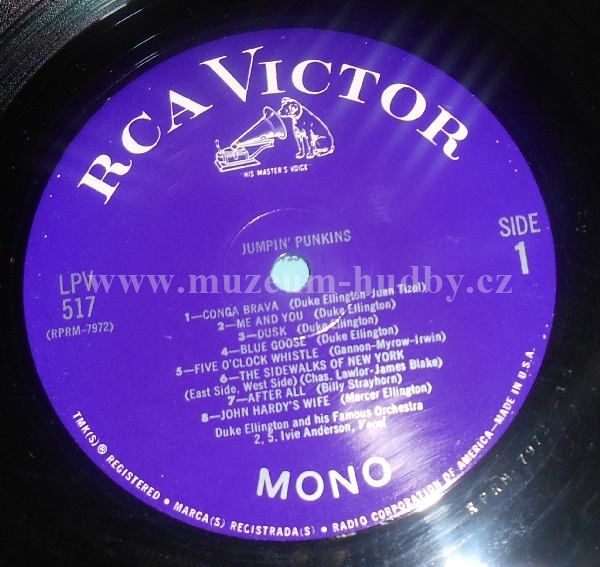 RCA VICTOR
"HIS MASTER'S VOICE"
JUMPIN' PUNKINS
SIDE
1
LPV
517
(RPRM-7972)
www.muzeum-hudby.cz
1—CONGA BRAVA (Duke Ellington-Juan Tizol)
2—ME AND YOU (Duke Ellington)
3—DUSK (Duke Ellington)
4—BLUE GOOSE (Duke Ellington)
5—FIVE O'CLOCK WHISTLE (Gannon-Myrow-Irwin)
6—THE SIDEWALKS OF NEW YORK
(East Side, West Side) (Chas. Lawlor-James Blake)
7—AFTER ALL (Billy Strayhorn)
8—JOHN HARDY'S WIFE (Mercer Ellington)
Duke Ellington and his Famous Orchestra
2, 5. Ivie Anderson, Vocal
MONO
TMK(S) ® REGISTERED • MARCA(S) REGISTRADA(S) • RADIO CORPORATION OF AMERICA—MADE IN U.S.A.